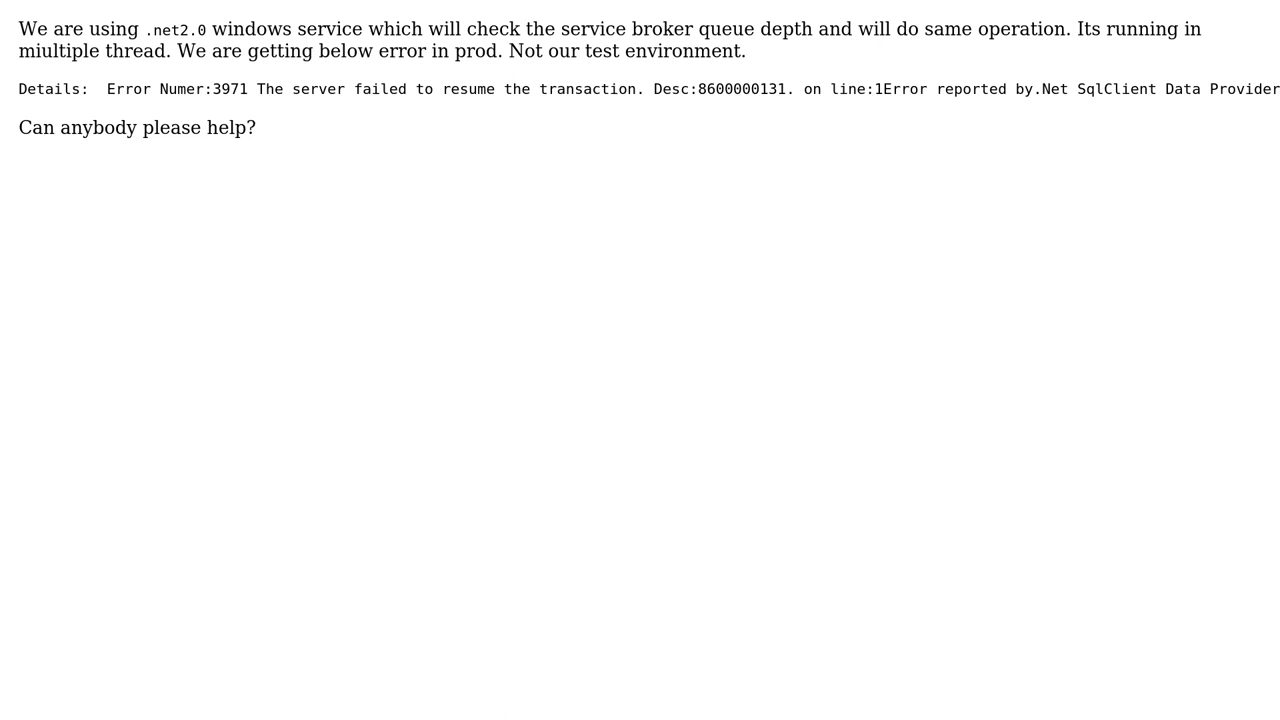 We are using .net2.0 windows service which will check the service broker queue depth and will do same operation. Its running in
miultiple thread. We are getting below error in prod. Not our test environment.
Details:  Error Numer:3971 The server failed to resume the transaction. Desc:8600000131. on line:1Error reported by.Net SqlClient Data Provider
Can anybody please help?